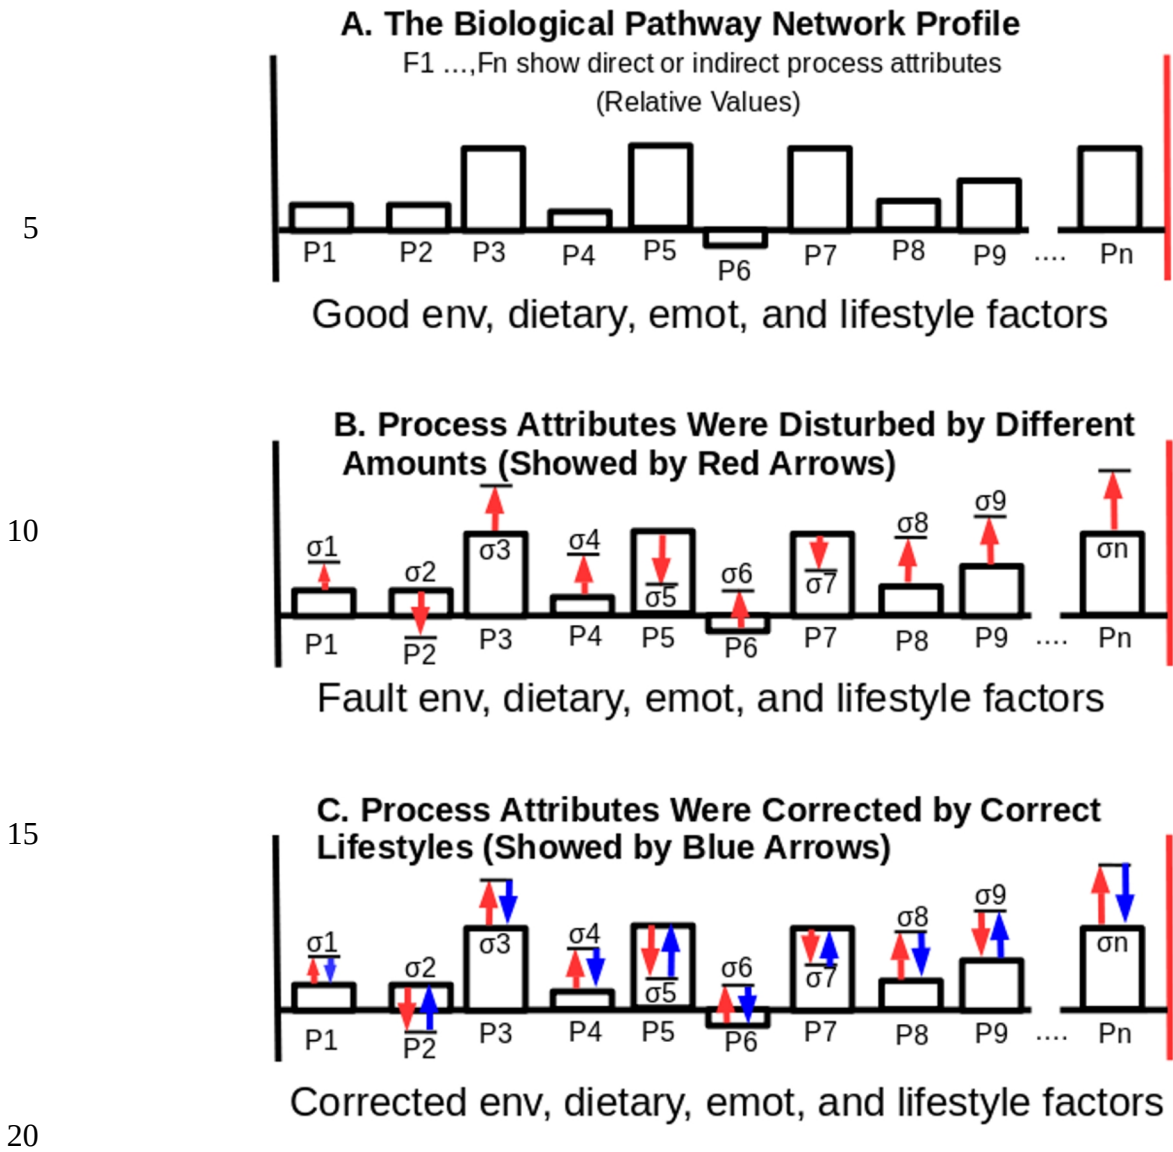 A. The Biological Pathway Network Profile
F1 ...,Fn show direct or indirect process attributes
(Relative Values)
5
P1 P2 P3 P4 P5 P6 P7 P8 P9 .... Pn
Good env, dietary, emot, and lifestyle factors
B. Process Attributes Were Disturbed by Different
Amounts (Showed by Red Arrows)
10
σ1 σ2 σ3 σ4 σ5 σ6 σ7 σ8 σ9 σn
P1 P2 P3 P4 P5 P6 P7 P8 P9 .... Pn
Fault env, dietary, emot, and lifestyle factors
C. Process Attributes Were Corrected by Correct
15
Lifestyles (Showed by Blue Arrows)
σ1 σ2 σ3 σ4 σ5 σ6 σ7 σ8 σ9 σn
P1 P2 P3 P4 P5 P6 P7 P8 P9 .... Pn
Corrected env, dietary, emot, and lifestyle factors
20